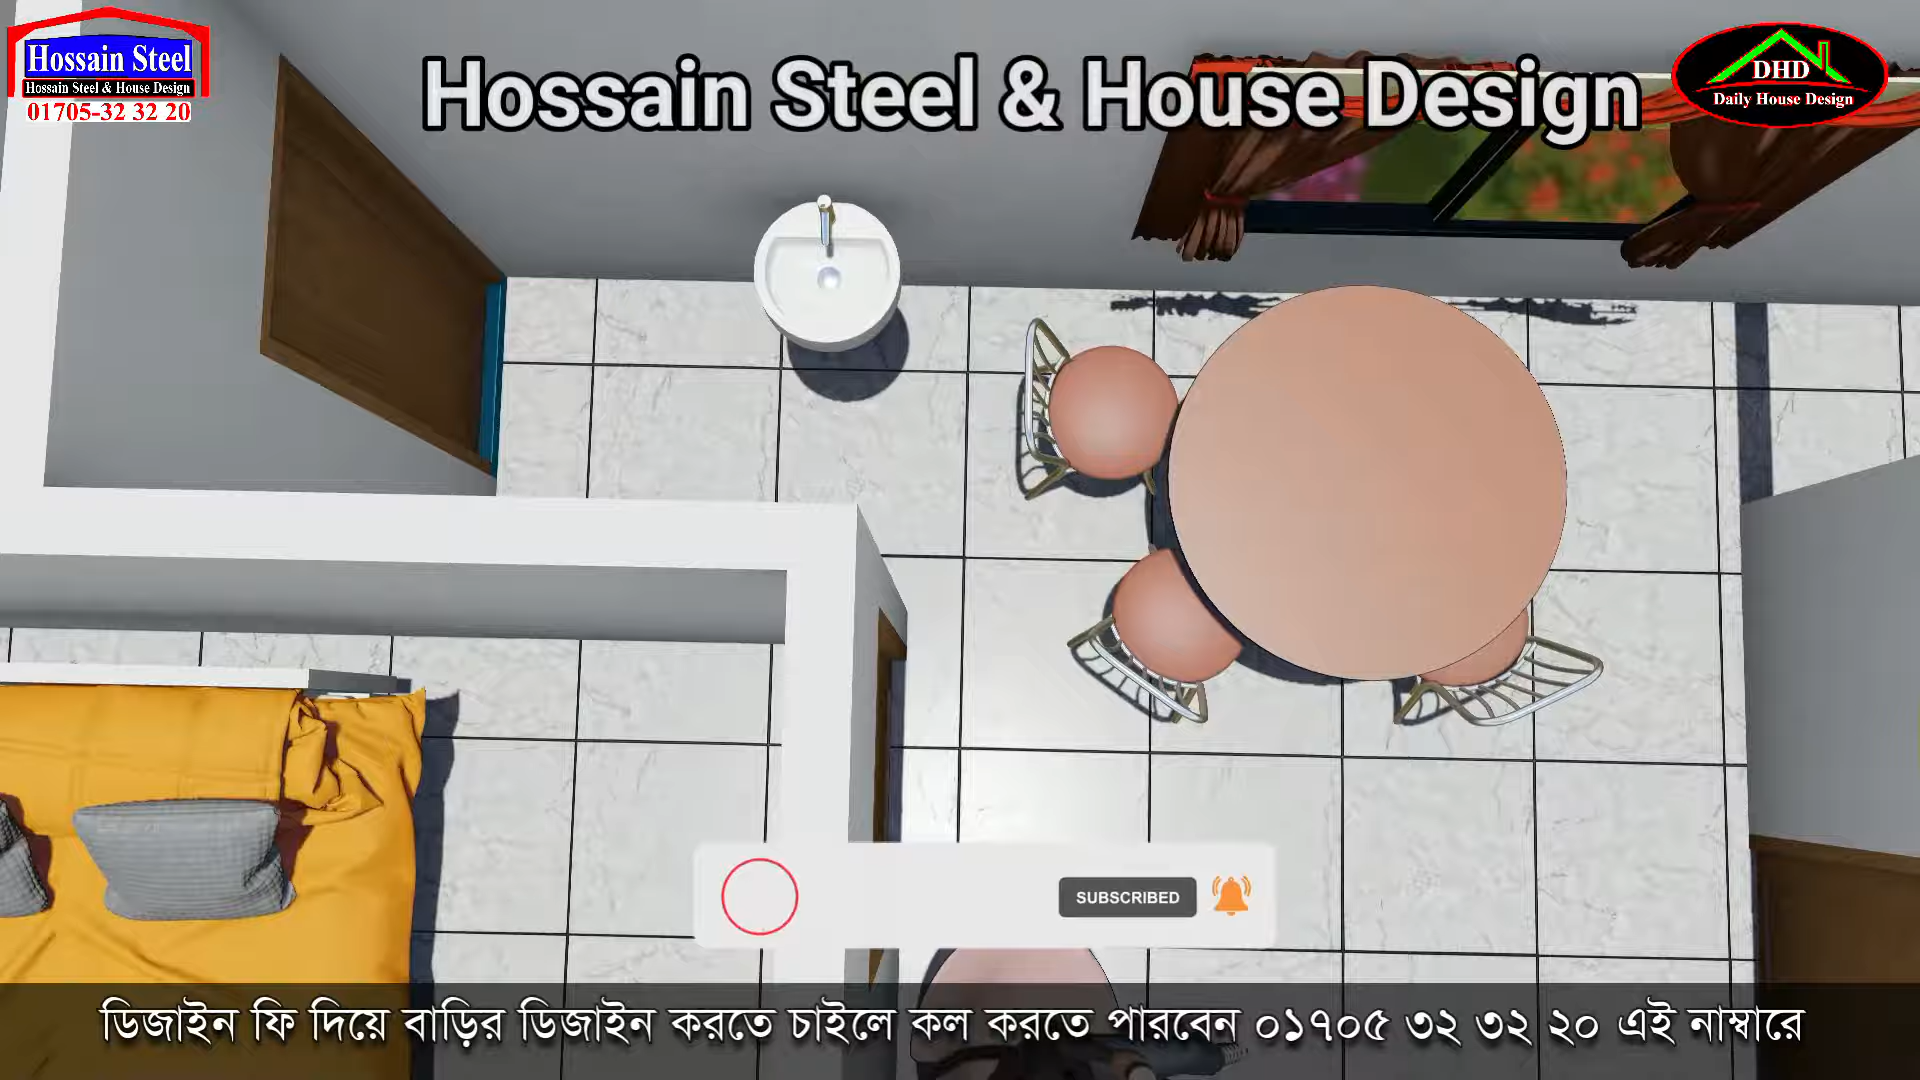 Hossain Steel
Hossain Steel & House Design
01705-32 32 20
Hossain Steel & House Design
DHD
Daily House Design
SUBSCRIBED
ডিজাইন ফি দিয়ে বাড়ির ডিজাইন করতে চাইলে কল করতে পারবেন ০১৭০৫ ৩২ ৩২ ২০ এই নাম্বারে